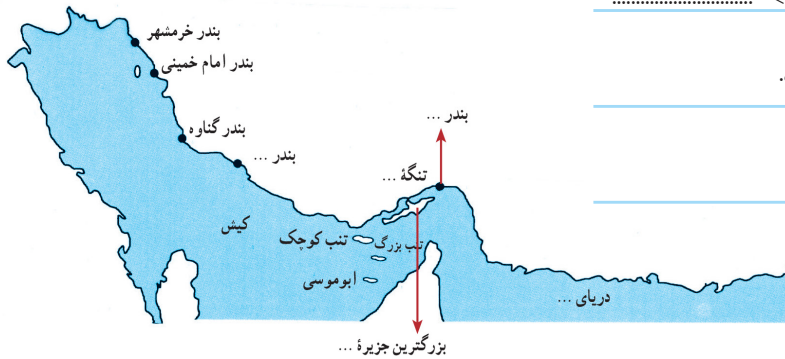 بندر خرمشهر
بندر امام خمینی
بندر گناوه
بندر ...
بندر ...
تنگهٔ ...
کیش
تنب کوچک
تنب بزرگ
ابوموسی
دریای ...
بزرگترین جزیرهٔ ...